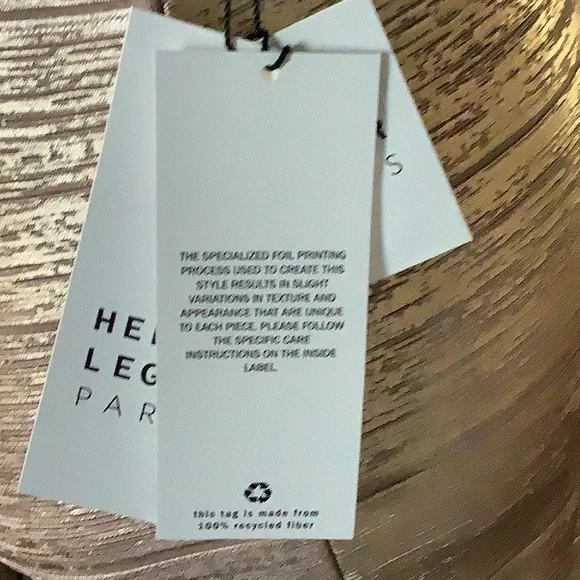 THE SPECIALIZED FOIL PRINTING
PROCESS USED TO CREATE THIS
STYLE RESULTS IN SLIGHT
VARIATIONS IN TEXTURE AND
APPEARANCE THAT ARE UNIQUE
TO EACH PIECE. PLEASE FOLLOW
THE SPECIFIC CARE
INSTRUCTIONS ON THE INSIDE
LABEL.
this tag is made from
100% recycled fiber
LEG
PAR
S